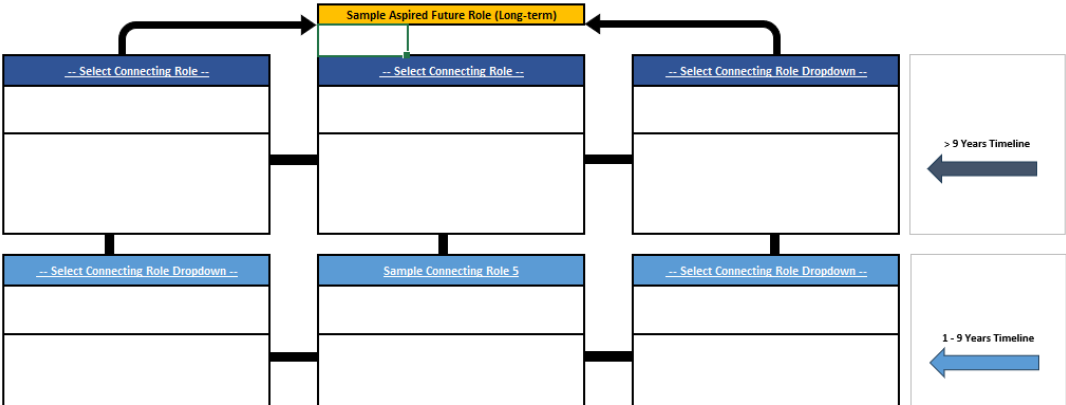 Sample Aspired Future Role (Long-term)
-- Select Connecting Role --
-- Select Connecting Role --
-- Select Connecting Role Dropdown --
> 9 Years Timeline
-- Select Connecting Role Dropdown --
Sample Connecting Role 5
-- Select Connecting Role Dropdown --
1 - 9 Years Timeline